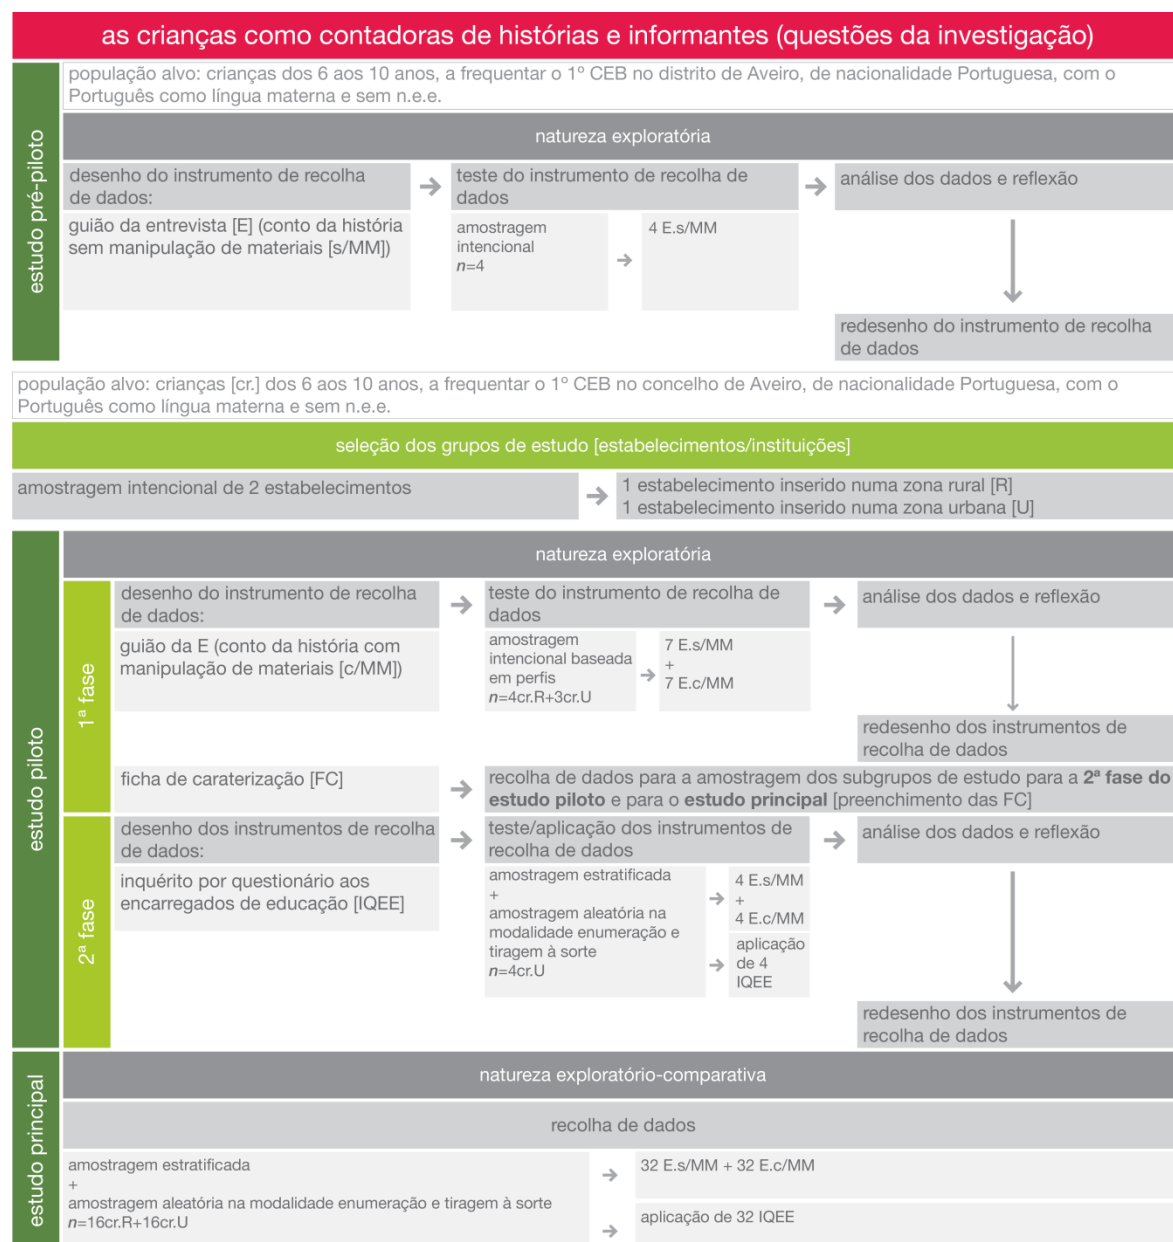 as crianças como contadoras de histórias e informantes (questões da investigação)
estudo pré-piloto
população alvo: crianças dos 6 aos 10 anos, a frequentar o 1º CEB no distrito de Aveiro, de nacionalidade Portuguesa, com o
Português como língua materna e sem n.e.e.
natureza exploratória
desenho do instrumento de recolha
de dados:
guião da entrevista [E] (conto da história
sem manipulação de materiais [s/MM])
teste do instrumento de recolha de
dados
amostragem
intencional
n=4
4 E.s/MM
análise dos dados e reflexão
redesenho do instrumento de recolha
de dados
população alvo: crianças [cr.] dos 6 aos 10 anos, a frequentar o 1º CEB no concelho de Aveiro, de nacionalidade Portuguesa, com o
Português como língua materna e sem n.e.e.
seleção dos grupos de estudo [estabelecimentos/instituições]
amostragem intencional de 2 estabelecimentos
1 estabelecimento inserido numa zona rural [R]
1 estabelecimento inserido numa zona urbana [U]
estudo piloto
natureza exploratória
1ª fase
desenho do instrumento de recolha
de dados:
guião da E (conto da história com
manipulação de materiais [c/MM])
teste do instrumento de recolha de
dados
amostragem
intencional baseada
em perfis
n=4cr.R+3cr.U
7 E.s/MM
+
7 E.c/MM
análise dos dados e reflexão
redesenho dos instrumentos de
recolha de dados
ficha de caraterização [FC]
recolha de dados para a amostragem dos subgrupos de estudo para a 2ª fase do
estudo piloto e para o estudo principal [preenchimento das FC]
2ª fase
desenho dos instrumentos de recolha
de dados:
inquérito por questionário aos
encarregados de educação [IQEE]
teste/aplicação dos instrumentos de
recolha de dados
amostragem estratificada
+
amostragem aleatória na
modalidade enumeração e
tiragem à sorte
n=4cr.U
4 E.s/MM
+
4 E.c/MM
aplicação
de 4
IQEE
análise dos dados e reflexão
redesenho dos instrumentos de
recolha de dados
estudo principal
natureza exploratório-comparativa
recolha de dados
amostragem estratificada
+
amostragem aleatória na modalidade enumeração e tiragem à sorte
n=16cr.R+16cr.U
32 E.s/MM + 32 E.c/MM
aplicação de 32 IQEE